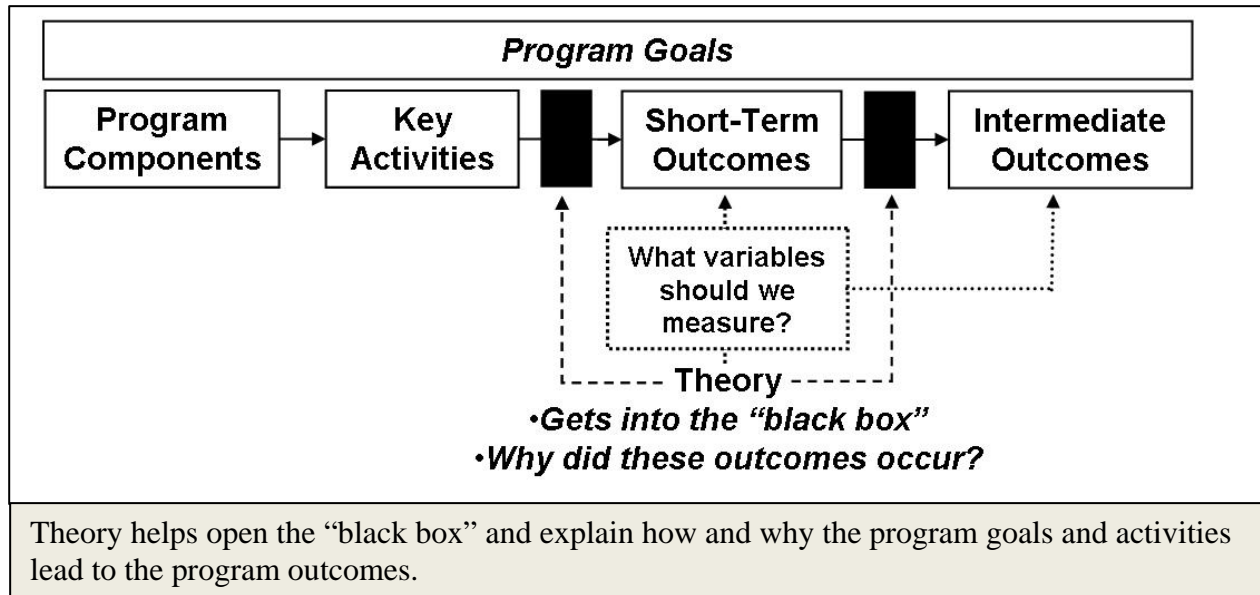 Program Goals
Program
Components
Key
Activities
Short-Term
Outcomes
Intermediate
Outcomes
What variables
should we
measure?
Theory
•Gets into the “black box”
•Why did these outcomes occur?
Theory helps open the “black box” and explain how and why the program goals and activities
lead to the program outcomes.